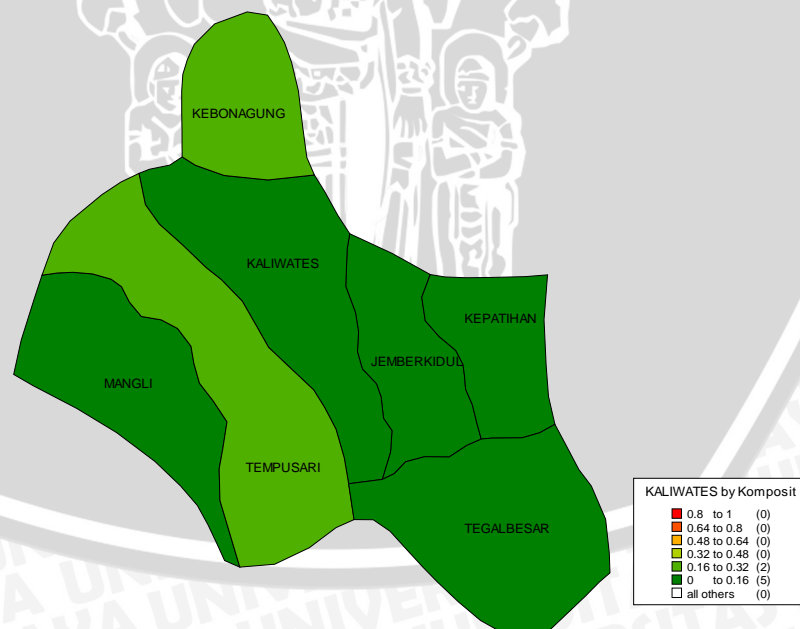 KEBONAGUNG
KALIWATES
KEPATIHAN
JEMBERKIDUL
MANGLI
TEMPUSARI
TEGALBESAR
KALIWATES by Komposit
0.8 to 1 (0)
0.64 to 0.8 (0)
0.48 to 0.64 (0)
0.32 to 0.48 (0)
0.16 to 0.32 (2)
0 to 0.16 (5)
all others (0)